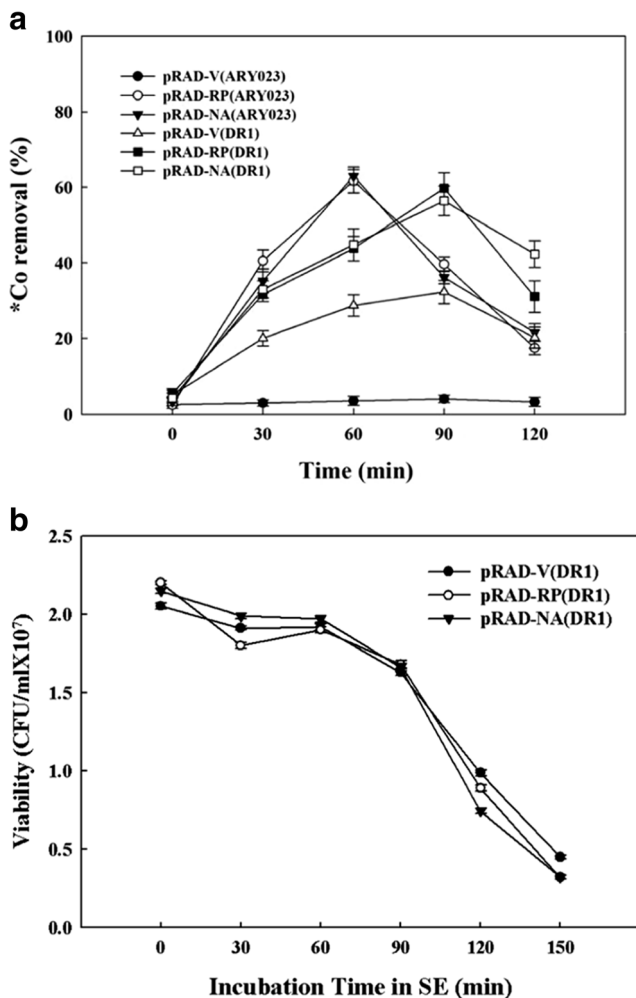 a
*Co removal (%)
100
80
60
40
20
0
pRAD-V(ARY023)
pRAD-RP(ARY023)
pRAD-NA(ARY023)
pRAD-V(DR1)
pRAD-RP(DR1)
pRAD-NA(DR1)
0 30 60 90 120
Time (min)
b
Viability (CFU/mlX10⁷)
2.5
2.0
1.5
1.0
0.5
0.0
pRAD-V(DR1)
pRAD-RP(DR1)
pRAD-NA(DR1)
0 30 60 90 120 150
Incubation Time in SE (min)